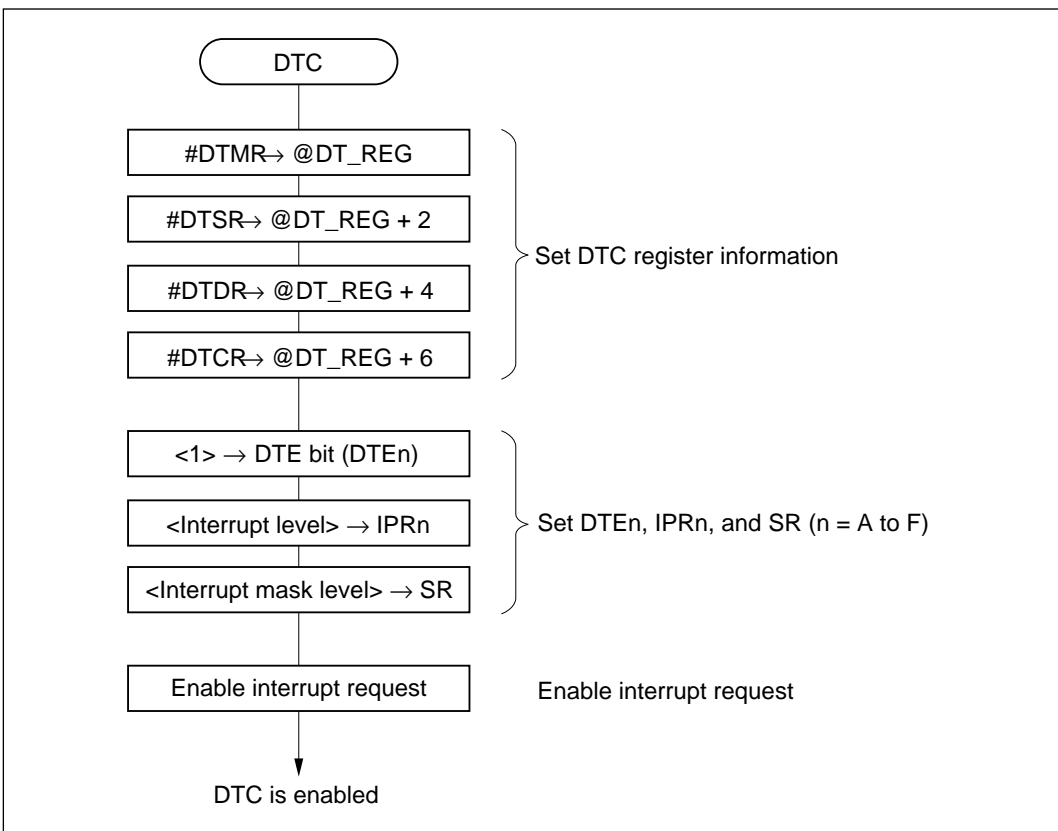 DTC
#DTMR→ @DT_REG
#DTSR→ @DT_REG + 2
#DTDR→ @DT_REG + 4
#DTCR→ @DT_REG + 6
Set DTC register information
<1> → DTE bit (DTEn)
<Interrupt level> → IPRn
<Interrupt mask level> → SR
Set DTEn, IPRn, and SR (n = A to F)
Enable interrupt request
Enable interrupt request
DTC is enabled